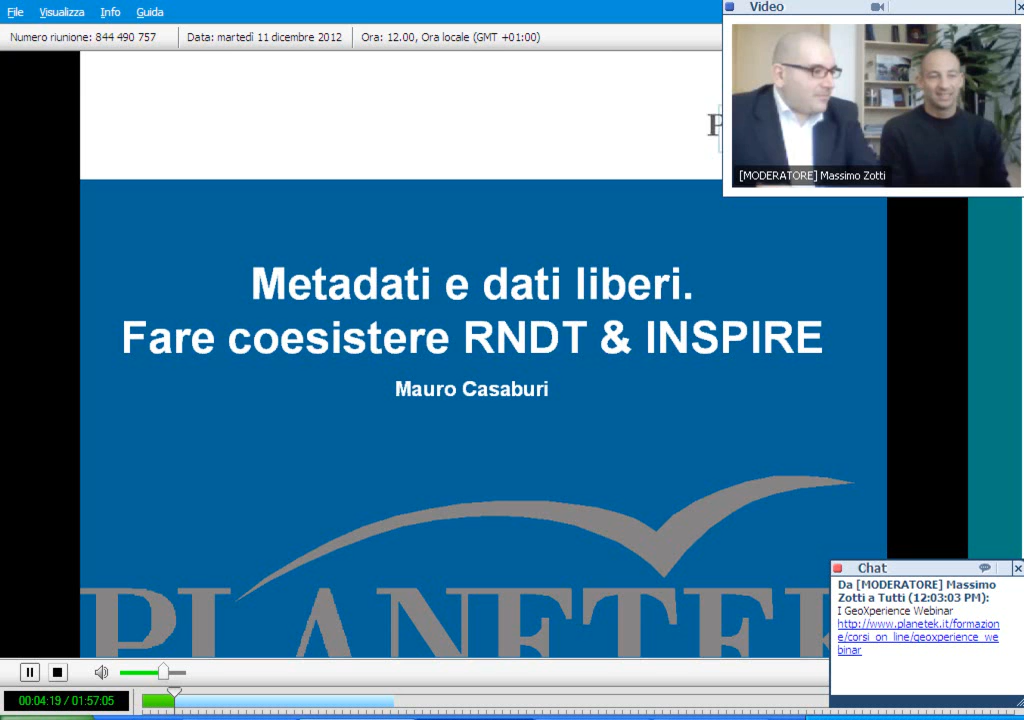 File Visualizza Info Guida
Numero riunione: 844 490 757 Data: martedì 11 dicembre 2012 Ora: 12.00, Ora locale (GMT +01:00)
Video
[MODERATORE] Massimo Zotti
P
Metadati e dati liberi.
Fare coesistere RNDT & INSPIRE
Mauro Casaburi
PLANETEK
Chat
Da [MODERATORE] Massimo
Zotti a Tutti (12:03:03 PM):
I GeoXperience Webinar
http://www.planetek.it/formazion
e/corsi_on_line/geoxperience_we
binar
00:04:19 / 01:57:05